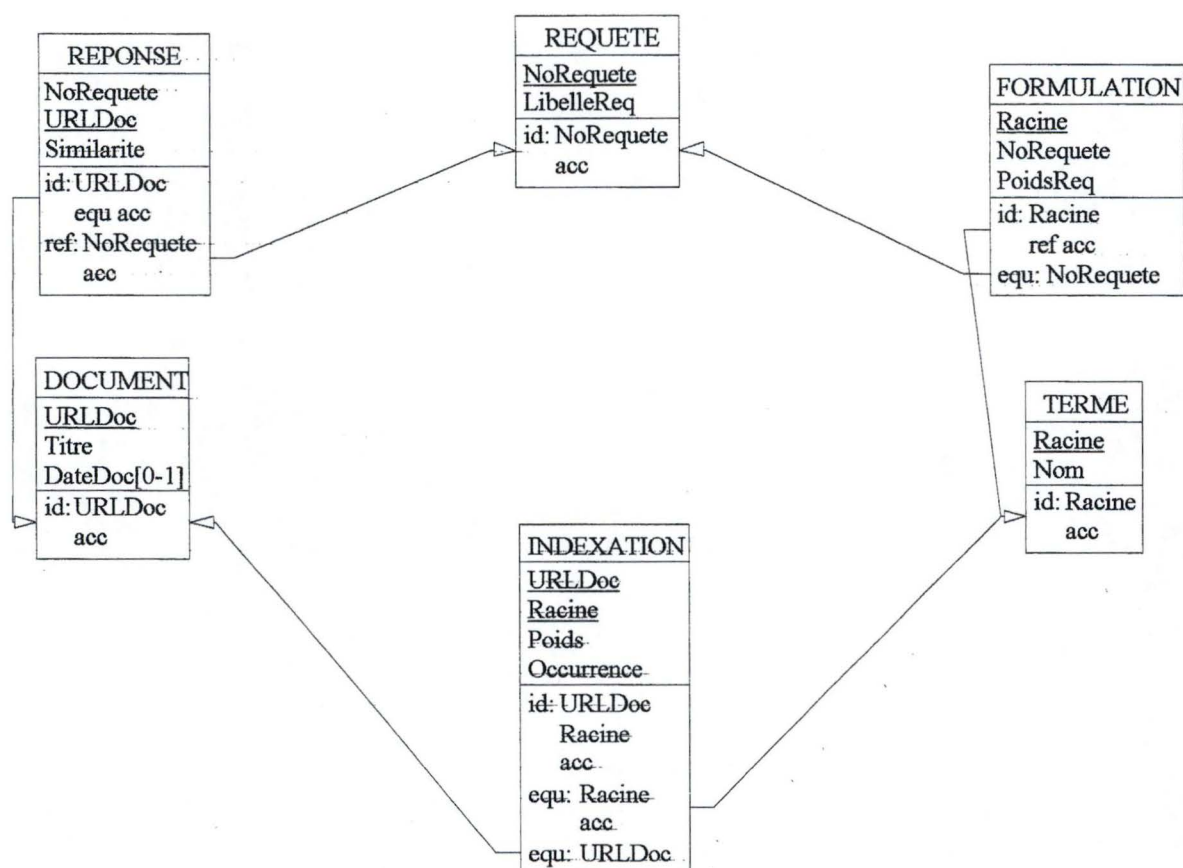 REPONSE
NoRequete
URLDoc
Similarite
id: URLDoc
equ acc
ref: NoRequete
acc
REQUETE
NoRequete
LibelleReq
id: NoRequete
acc
FORMULATION
Racine
NoRequete
PoidsReq
id: Racine
ref acc
equ: NoRequete
DOCUMENT
URLDoc
Titre
DateDoc[0-1]
id: URLDoc
acc
TERME
Racine
Nom
id: Racine
acc
INDEXATION
URLDoc
Racine
Poids
Occurrence
id: URLDoc
Racine
acc
equ: Racine
acc
equ: URLDoc